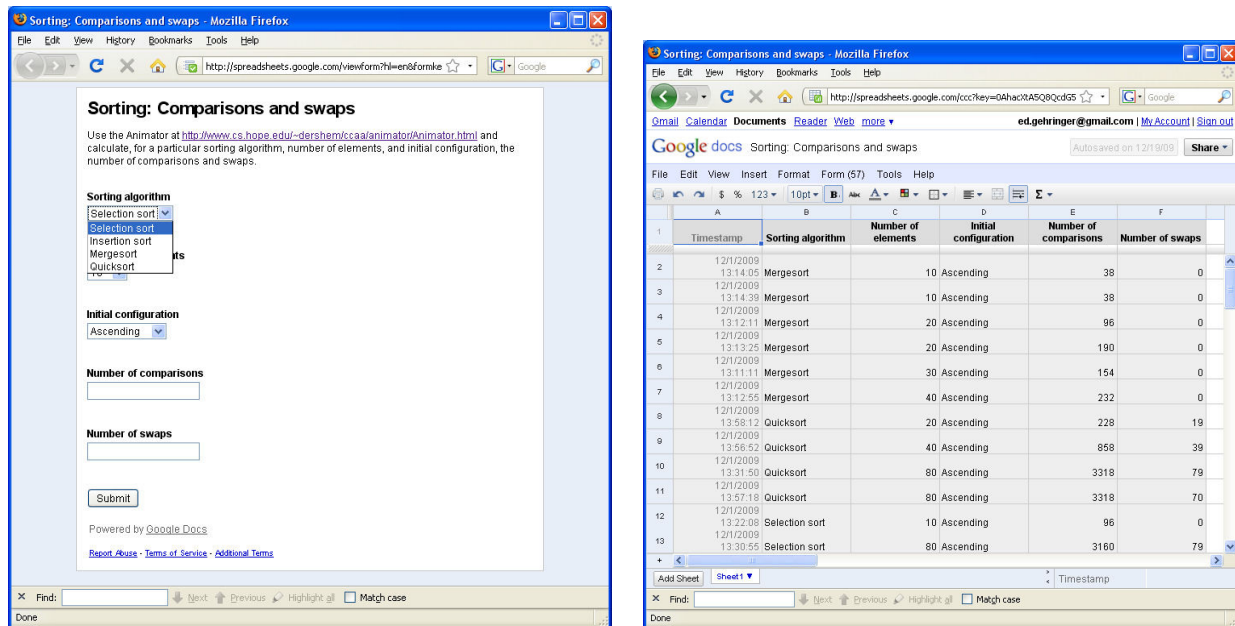 Sorting: Comparisons and swaps - Mozilla Firefox
File Edit View History Bookmarks Tools Help
http://spreadsheets.google.com/viewform?hl=en&formke
G Google
Sorting: Comparisons and swaps
Use the Animator at http://www.cs.hope.edu/~dershem/ccaa/animator/Animator.html and
calculate, for a particular sorting algorithm, number of elements, and initial configuration, the
number of comparisons and swaps.
Sorting algorithm
Selection sort
Selection sort
Insertion sort
Mergesort
Quicksort
Initial configuration
Ascending
Number of comparisons
Number of swaps
Submit
Powered by Google Docs
Report Abuse - Terms of Service - Additional Terms
× Find: Next Previous Highlight all Match case
Done
Sorting: Comparisons and swaps - Mozilla Firefox
File Edit View History Bookmarks Tools Help
http://spreadsheets.google.com/ccc?key=0AhacXtA5Q8QcdG5
G Google
Gmail Calendar Documents Reader Web more ▾ ed.gehringer@gmail.com | My Account | Sign out
Google docs Sorting: Comparisons and swaps Autosaved on 12/19/09 Share
File Edit View Insert Format Form (57) Tools Help
$ % 123 10pt B Abc A Σ
A B C D E F
1 Timestamp Sorting algorithm Number of elements Initial configuration Number of comparisons Number of swaps
2 12/1/2009 13:14:05 Mergesort 10 Ascending 38 0
3 12/1/2009 13:14:39 Mergesort 10 Ascending 38 0
4 12/1/2009 13:12:11 Mergesort 20 Ascending 96 0
5 12/1/2009 13:13:25 Mergesort 20 Ascending 190 0
6 12/1/2009 13:11:11 Mergesort 30 Ascending 154 0
7 12/1/2009 13:12:55 Mergesort 40 Ascending 232 0
8 12/1/2009 13:58:12 Quicksort 20 Ascending 228 19
9 12/1/2009 13:56:52 Quicksort 40 Ascending 858 39
10 12/1/2009 13:31:50 Quicksort 80 Ascending 3318 79
11 12/1/2009 13:57:18 Quicksort 80 Ascending 3318 70
12 12/1/2009 13:22:08 Selection sort 10 Ascending 96 0
13 12/1/2009 13:30:55 Selection sort 80 Ascending 3160 79
Add Sheet Sheet1 ▾ Timestamp
× Find: Next Previous Highlight all Match case
Done